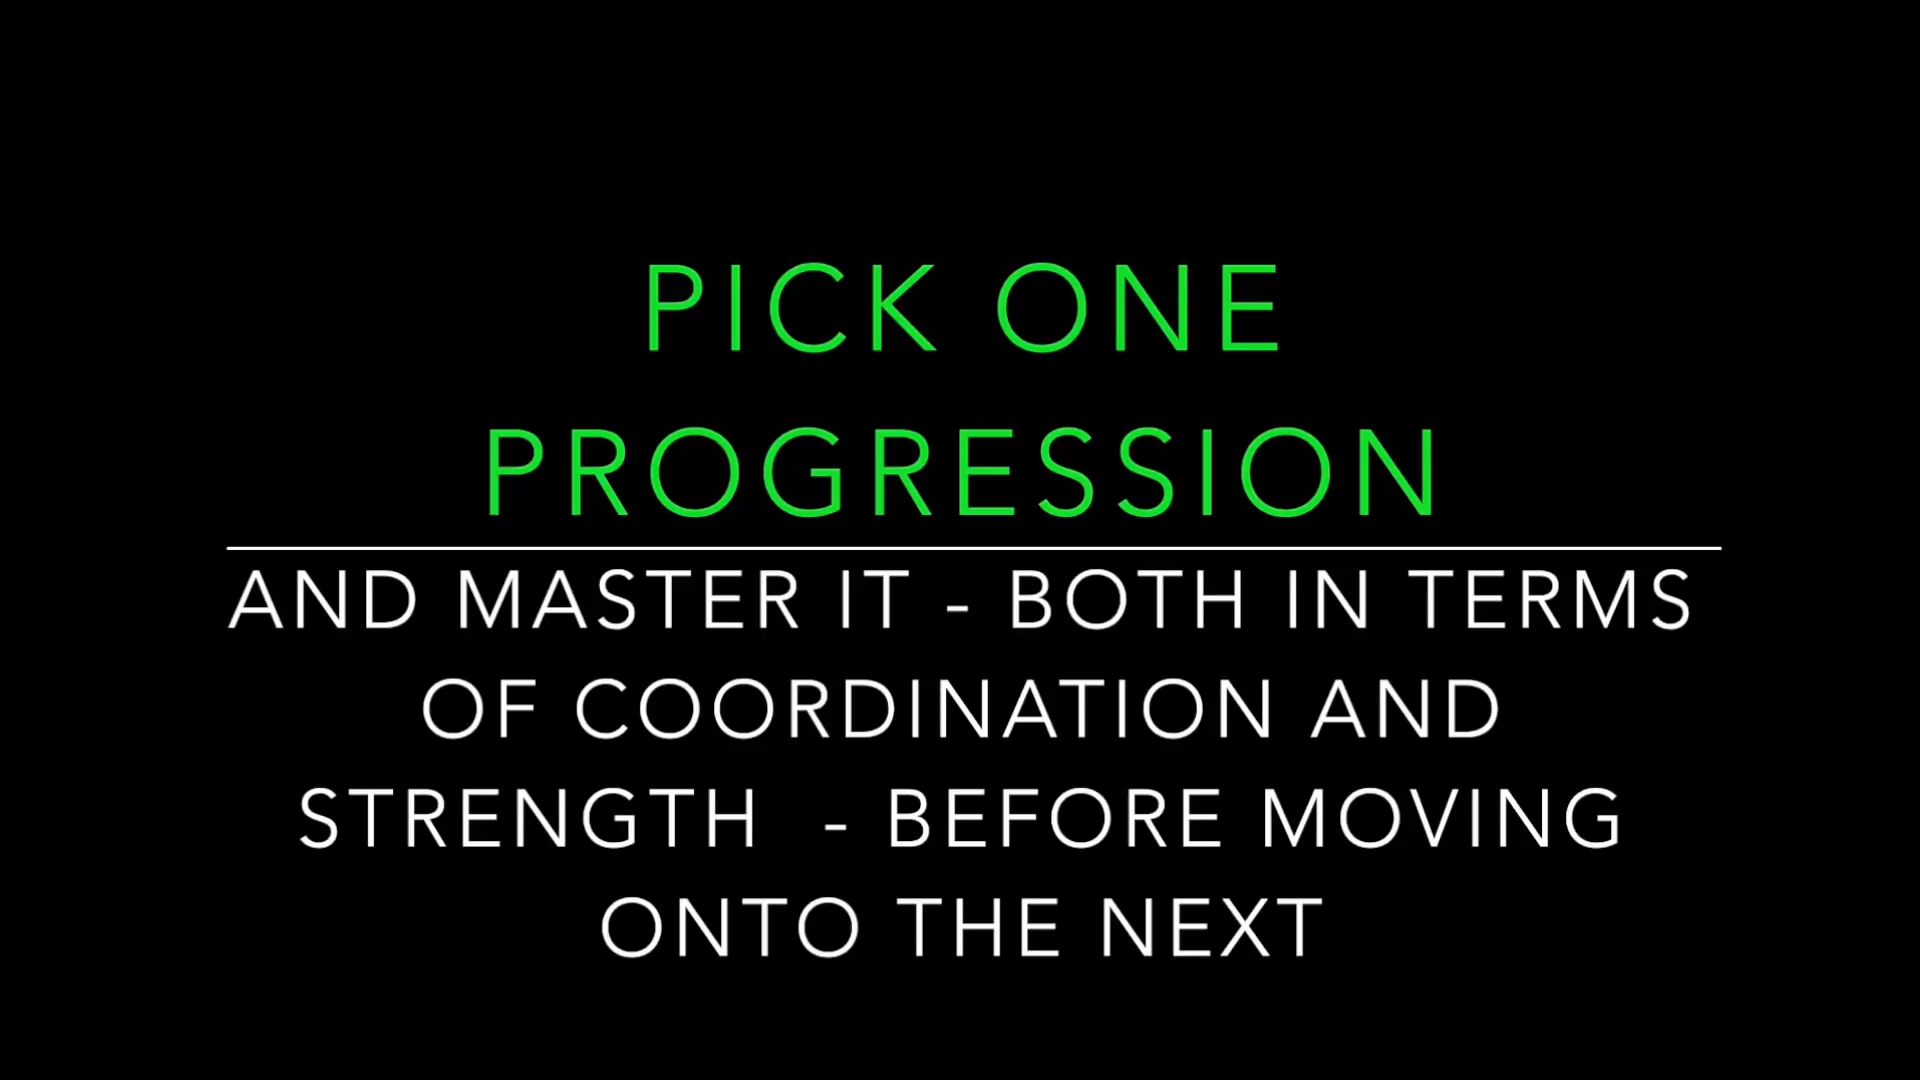 PICK ONE
PROGRESSION
AND MASTER IT - BOTH IN TERMS
OF COORDINATION AND
STRENGTH  - BEFORE MOVING
ONTO THE NEXT